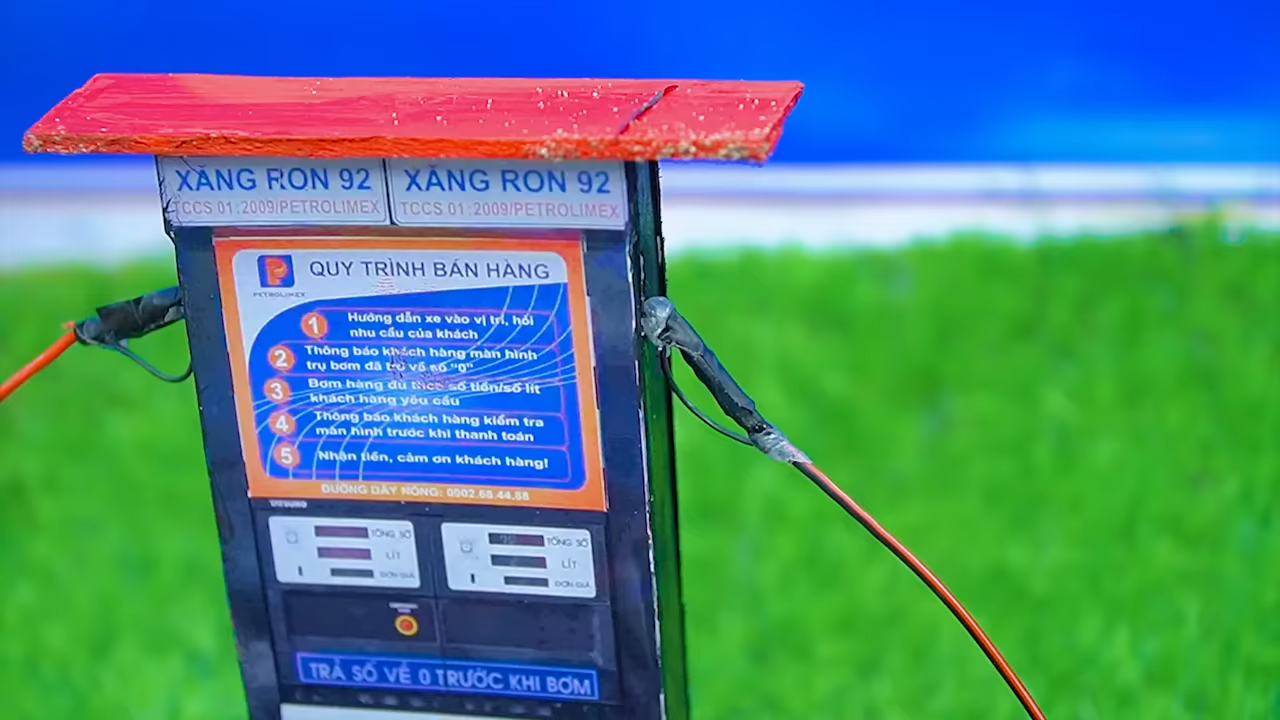 XĂNG RON 92
TCCS 01:2009/PETROLIMEX
XĂNG RON 92
TCCS 01:2009/PETROLIMEX
P
PETROLIMEX
QUY TRÌNH BÁN HÀNG
1
Hướng dẫn xe vào vị trí, hỏi
nhu cầu của khách
2
Thông báo khách hàng màn hình
trụ bơm đã trở về số "0"
3
Bơm hàng đủ theo số tiền/số lít
khách hàng yêu cầu
4
Thông báo khách hàng kiểm tra
màn hình trước khi thanh toán
5
Nhận tiền, cảm ơn khách hàng!
ĐƯỜNG DÂY NÓNG: 0902.68.44.88
TỔNG SỐ
LÍT
ĐƠN GIÁ
TỔNG SỐ
LÍT
ĐƠN GIÁ
TRẢ SỐ VỀ 0 TRƯỚC KHI BƠM